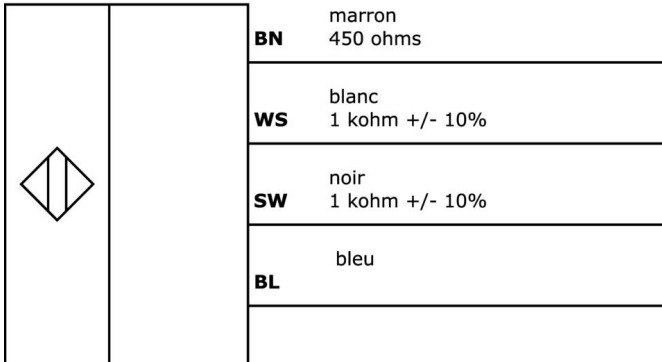 marron
BN 450 ohms
blanc
WS 1 kohm +/- 10%
noir
SW 1 kohm +/- 10%
bleu
BL